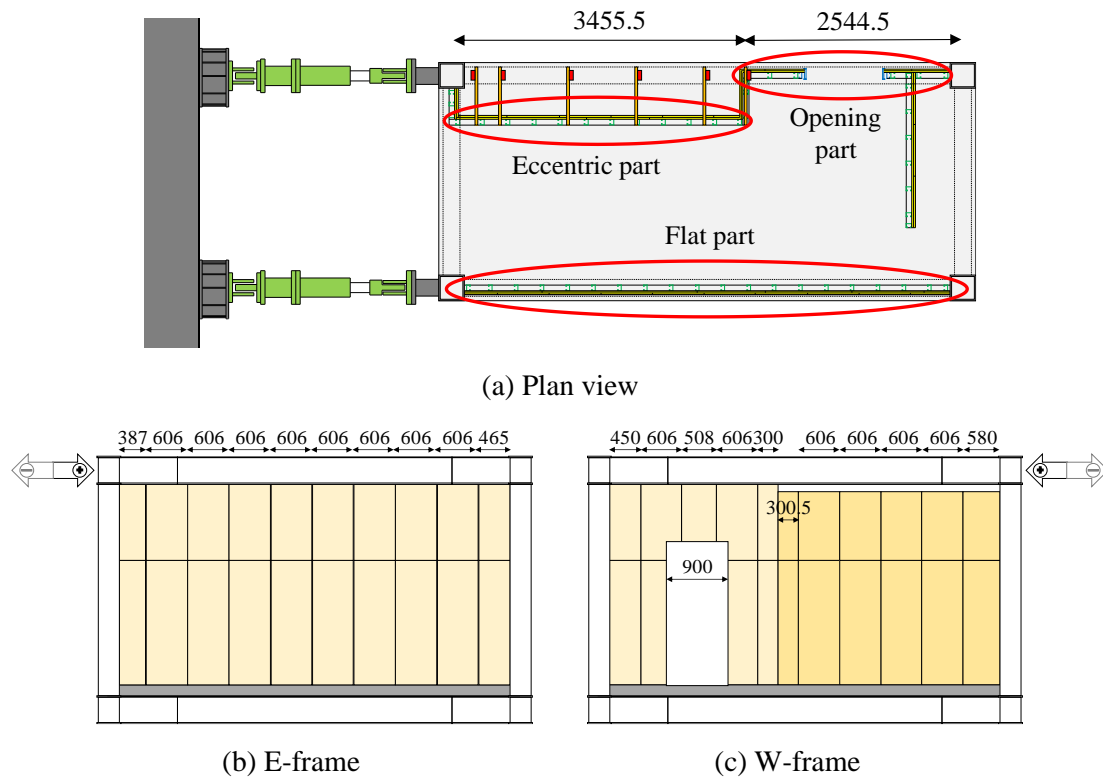 3455.5 2544.5
Opening
part
Eccentric part
Flat part
(a) Plan view
387 606 606 606 606 606 606 606 606 465
450 606 508 606 300 606 606 606 606 580
− + + −
300.5
900
(b) E-frame
(c) W-frame